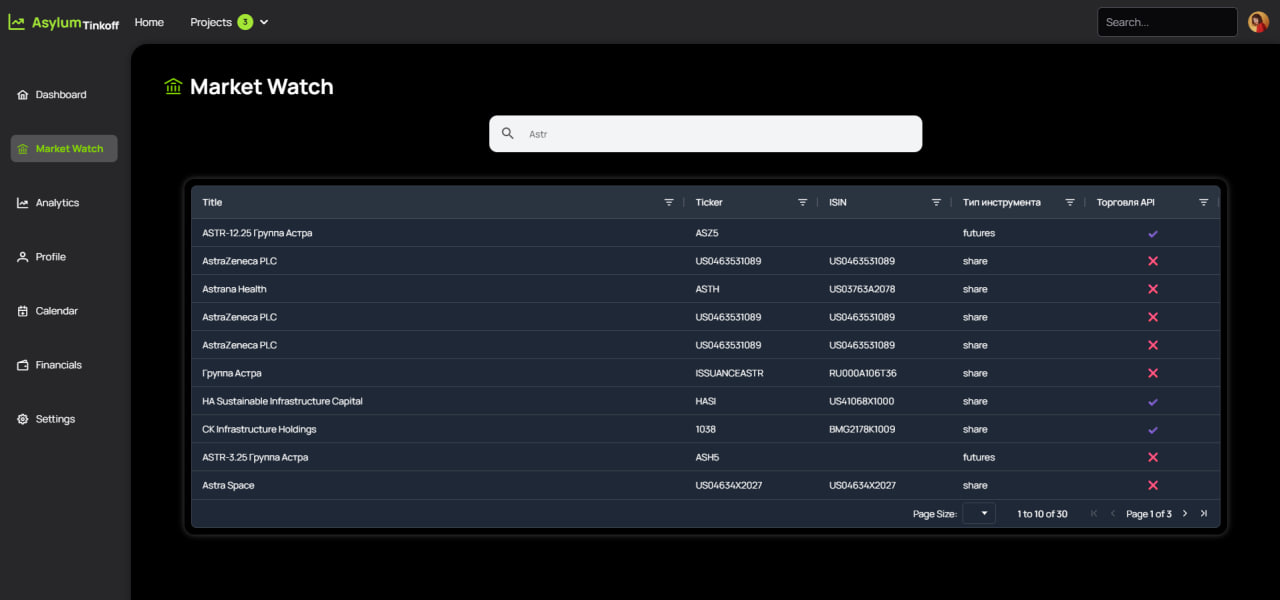 Asylum Tinkoff Home Projects 3 Search...
Dashboard
Market Watch
Analytics
Profile
Calendar
Financials
Settings
Market Watch
Astr
Title Ticker ISIN Тип инструмента Торговля API
ASTR-12.25 Группа Астра ASZ5 futures
AstraZeneca PLC US0463531089 US0463531089 share
Astrana Health ASTH US03763A2078 share
AstraZeneca PLC US0463531089 US0463531089 share
AstraZeneca PLC US0463531089 US0463531089 share
Группа Астра ISSUANCEASTR RU000A106T36 share
HA Sustainable Infrastructure Capital HASI US41068X1000 share
CK Infrastructure Holdings 1038 BMG2178K1009 share
ASTR-3.25 Группа Астра ASH5 futures
Astra Space US04634X2027 US04634X2027 share
Page Size: 1 to 10 of 30 Page 1 of 3